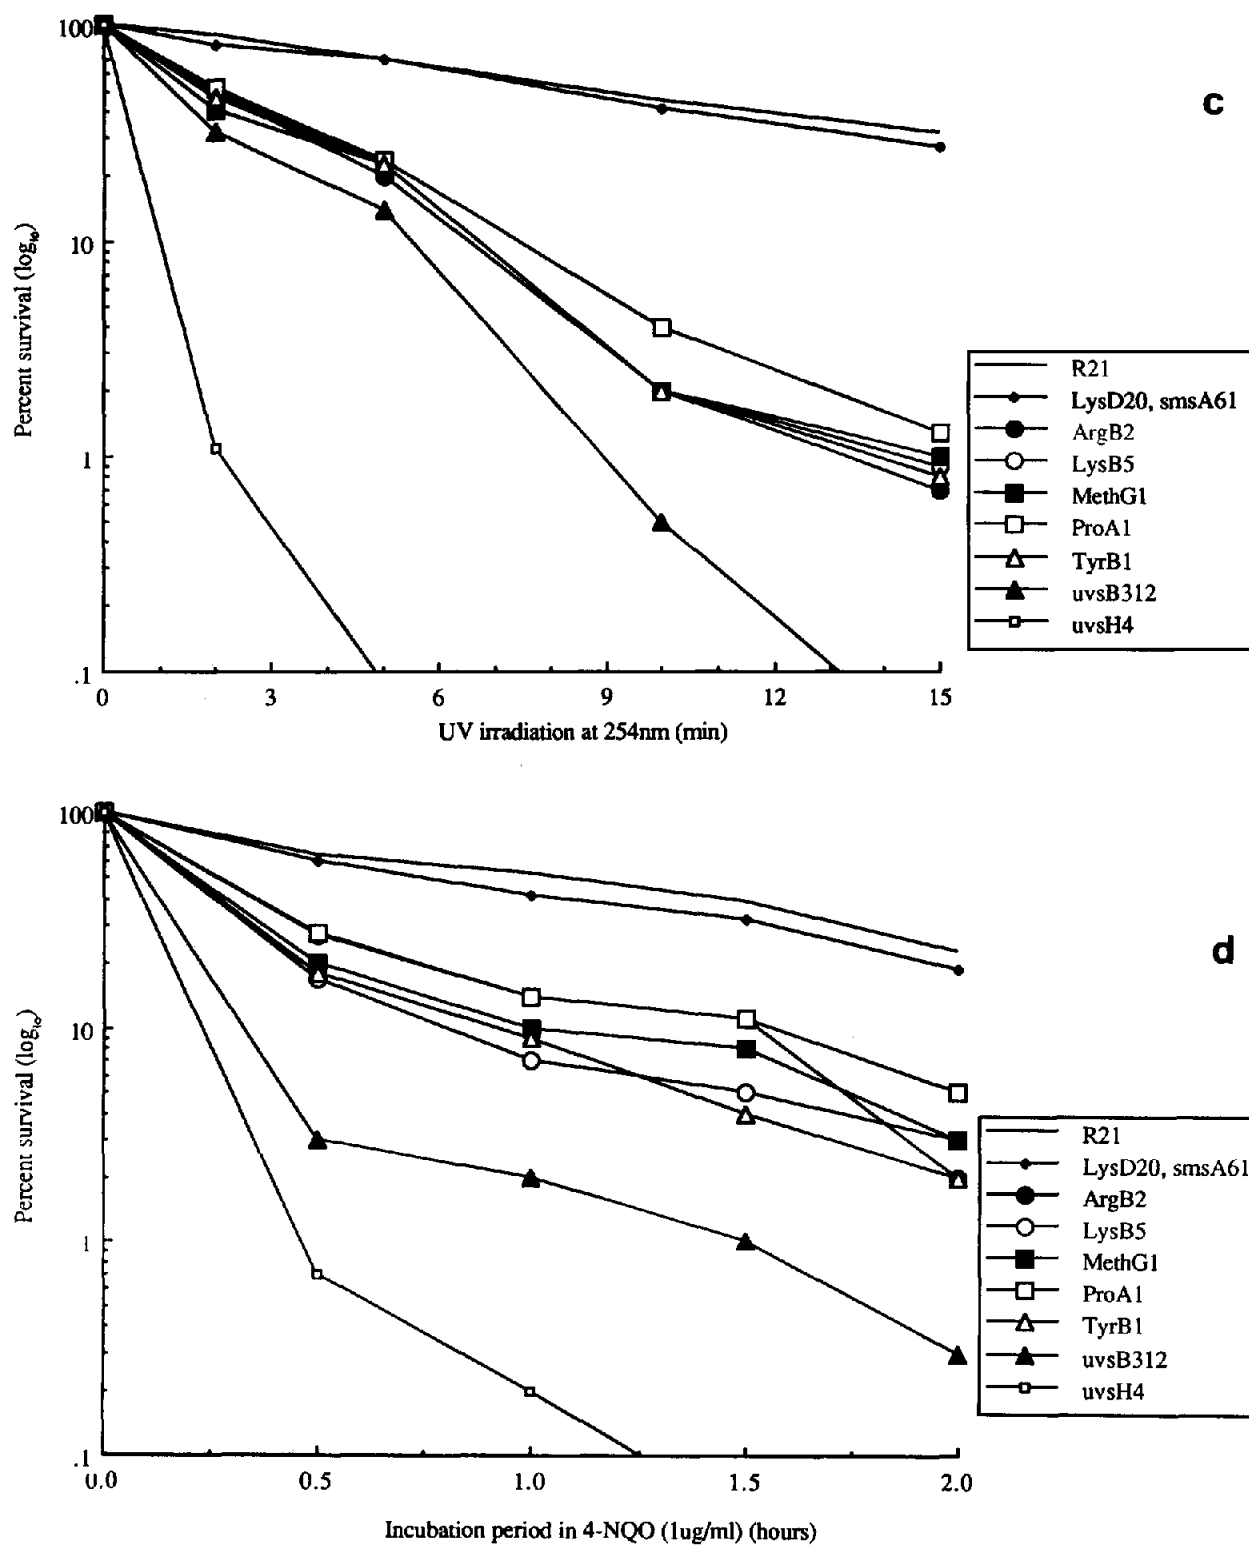 100
10
1
.1
Percent survival (log10)
0 3 6 9 12 15
UV irradiation at 254nm (min)
c
R21
LysD20, smsA61
ArgB2
LysB5
MethG1
ProA1
TyrB1
uvsB312
uvsH4
100
10
1
.1
Percent survival (log10)
0.0 0.5 1.0 1.5 2.0
Incubation period in 4-NQO (1ug/ml) (hours)
d
R21
LysD20, smsA61
ArgB2
LysB5
MethG1
ProA1
TyrB1
uvsB312
uvsH4